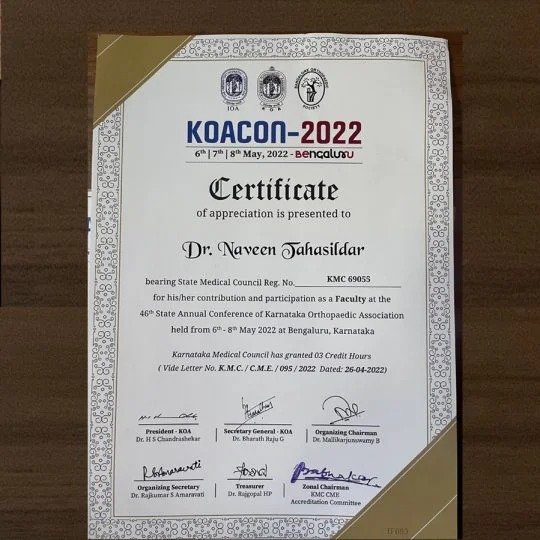 IOA
KOA
BANGALORE ORTHOPAEDIC
SOCIETY
KOACON-2022
6th | 7th | 8th May, 2022 - Bengaluru
Certificate
of appreciation is presented to
Dr. Naveen Tahasildar
bearing State Medical Council Reg. No. KMC 69055
for his/her contribution and participation as a Faculty at the
46th State Annual Conference of Karnataka Orthopaedic Association
held from 6th - 8th May 2022 at Bengaluru, Karnataka
Karnataka Medical Council has granted 03 Credit Hours
( Vide Letter No. K.M.C. / C.M.E. / 095 / 2022 Dated: 26-04-2022)
President - KOA
Dr. H S Chandrashekar
Secretary General - KOA
Dr. Bharath Raju G
Organizing Chairman
Dr. Mallikarjunswamy B
RSAmaravati
Organizing Secretary
Dr. Rajkumar S Amaravati
Treasurer
Dr. Rajgopal HP
Zonal Chairman
KMC CME
Accreditation Committee